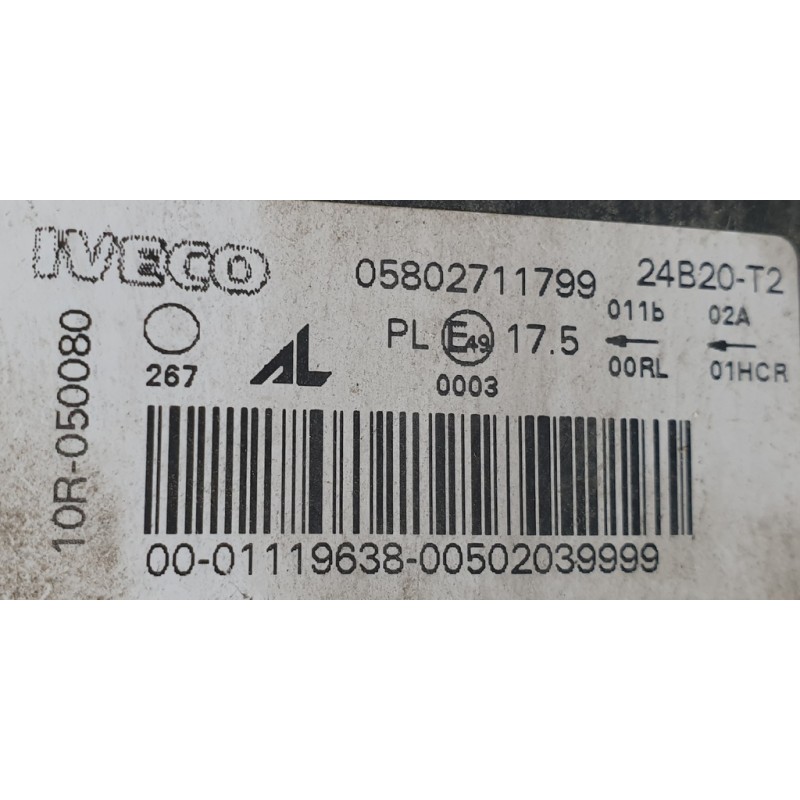 IVECO 05802711799 24B20-T2
PL E49 17.5 011b 02A
267 AL 0003 00RL 01HCR
10R-050080
00-01119638-00502039999